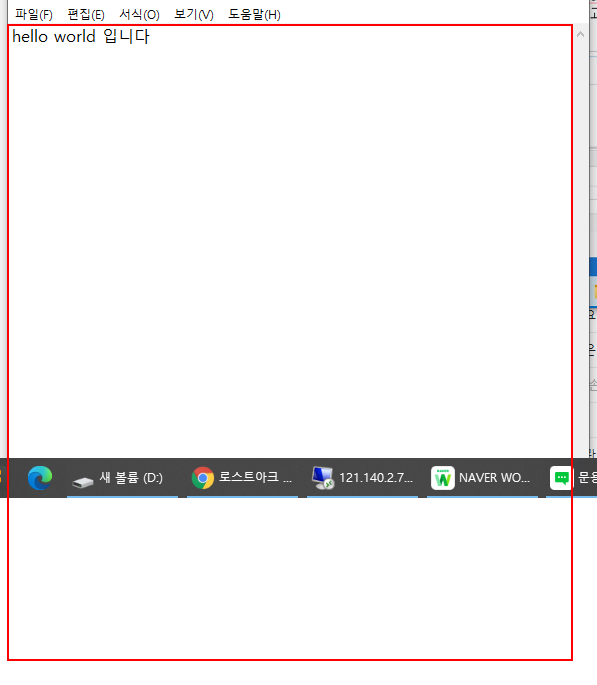 파일(F) 편집(E) 서식(O) 보기(V) 도움말(H)
hello world 입니다
새 볼륨 (D:) 로스트아크 ... 121.140.2.7... NAVER WO... 문용